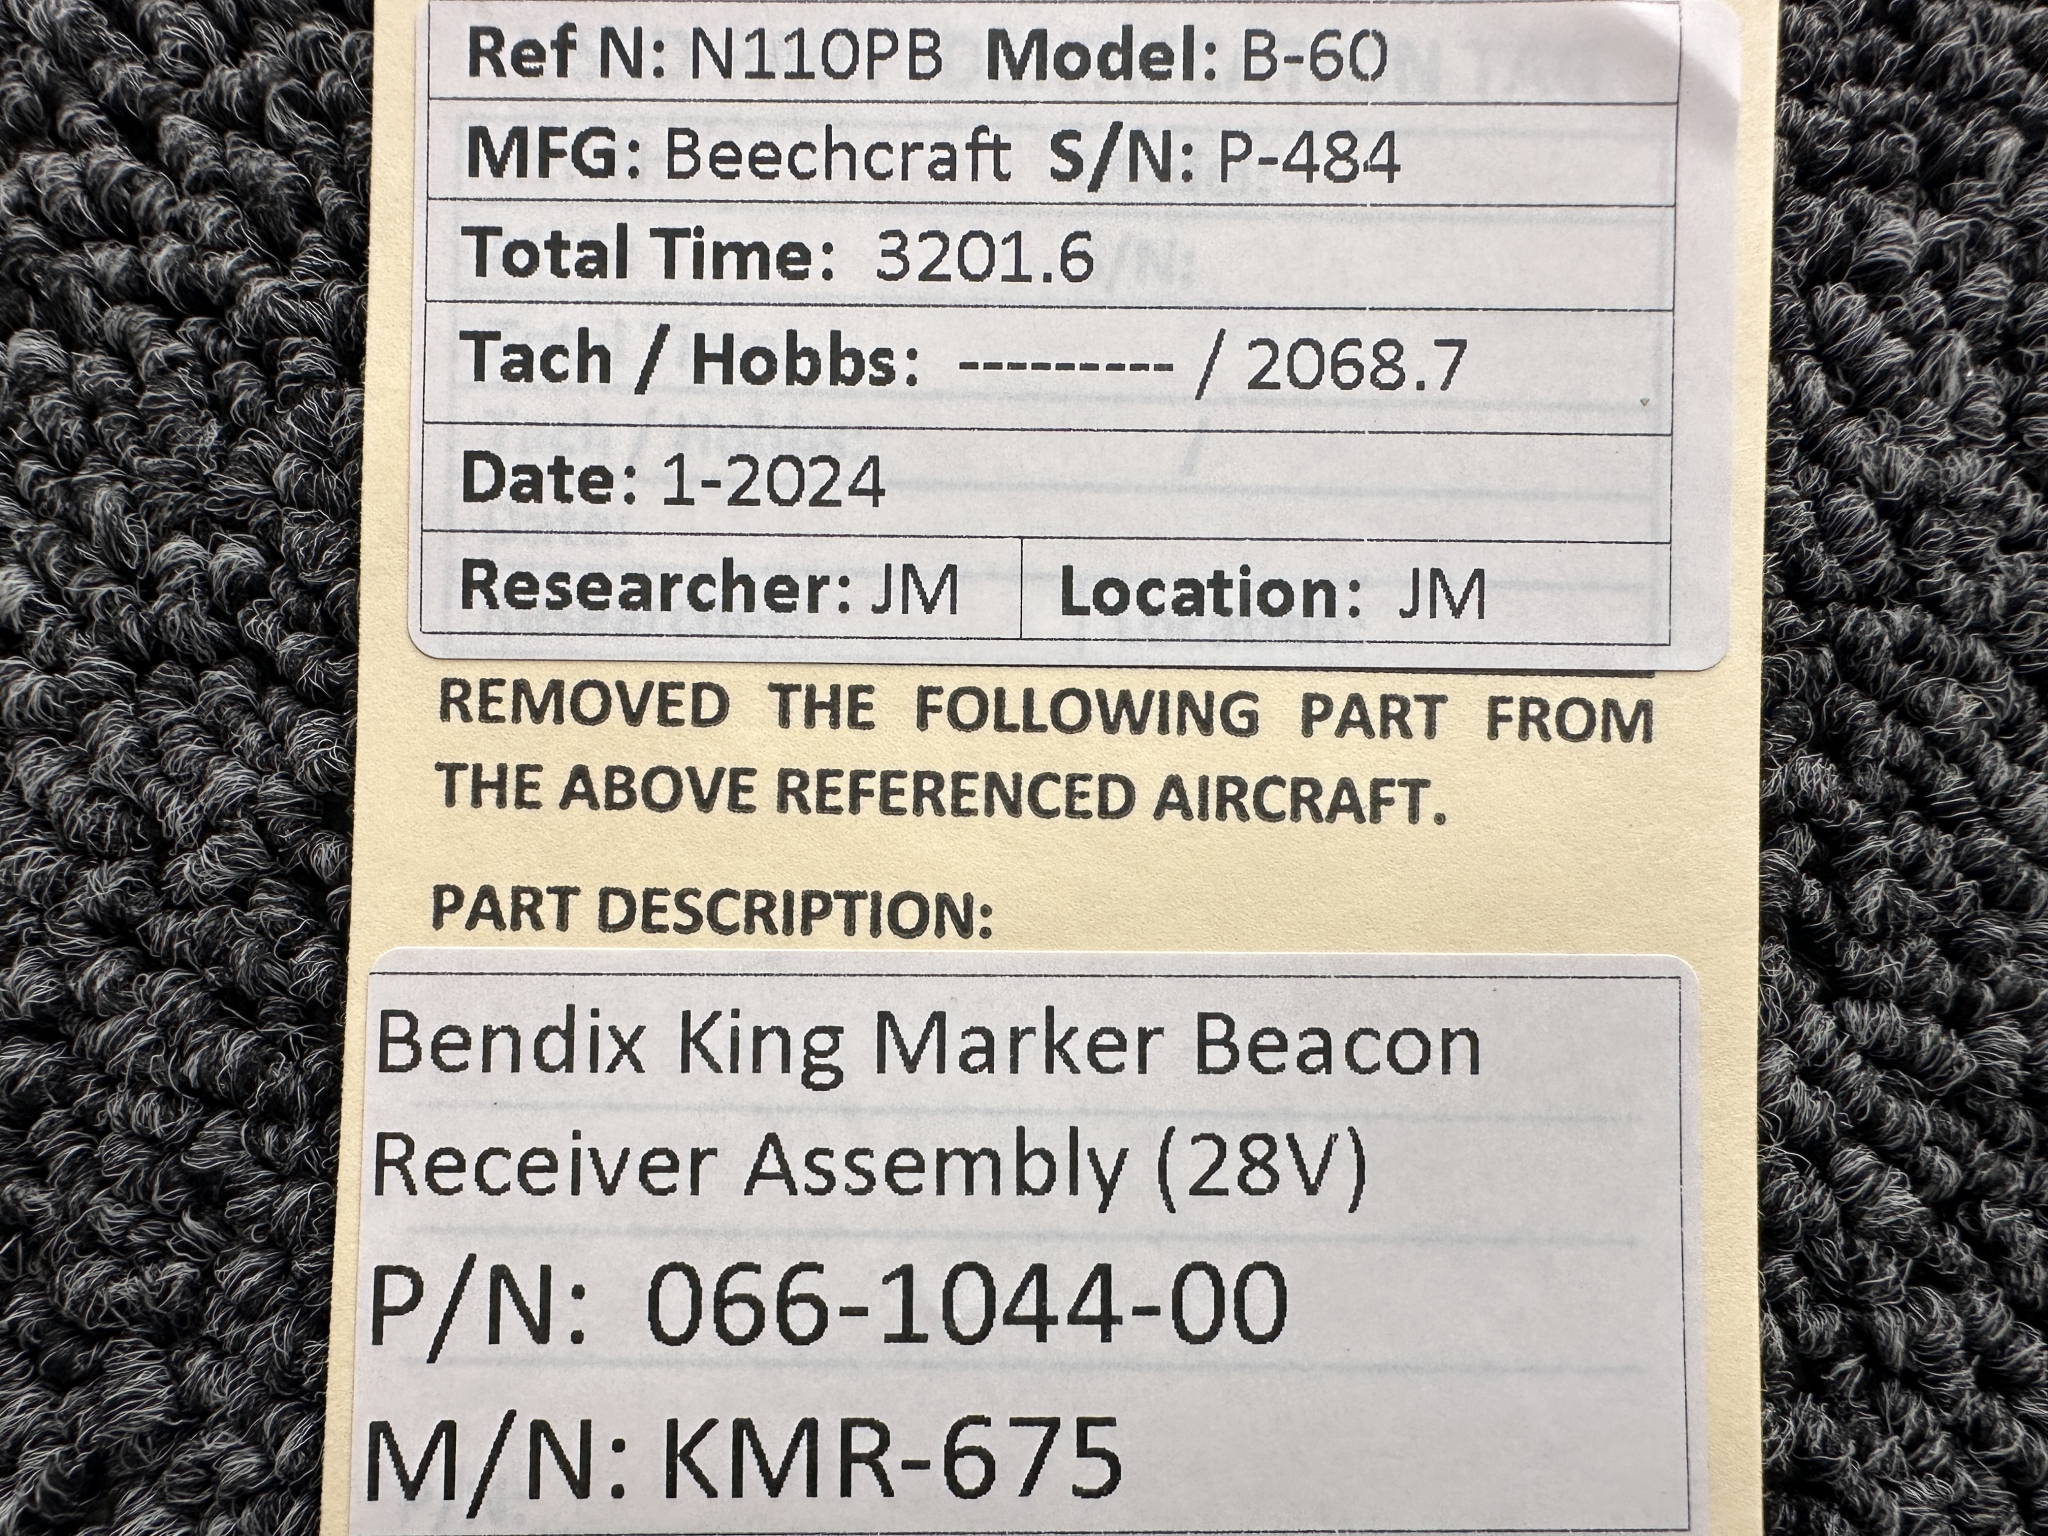 Ref N: N110PB Model: B-60
MFG: Beechcraft S/N: P-484
Total Time: 3201.6
Tach / Hobbs: --------- / 2068.7
Date: 1-2024
Researcher: JM Location: JM
REMOVED THE FOLLOWING PART FROM
THE ABOVE REFERENCED AIRCRAFT.
PART DESCRIPTION:
Bendix King Marker Beacon
Receiver Assembly (28V)
P/N: 066-1044-00
M/N: KMR-675